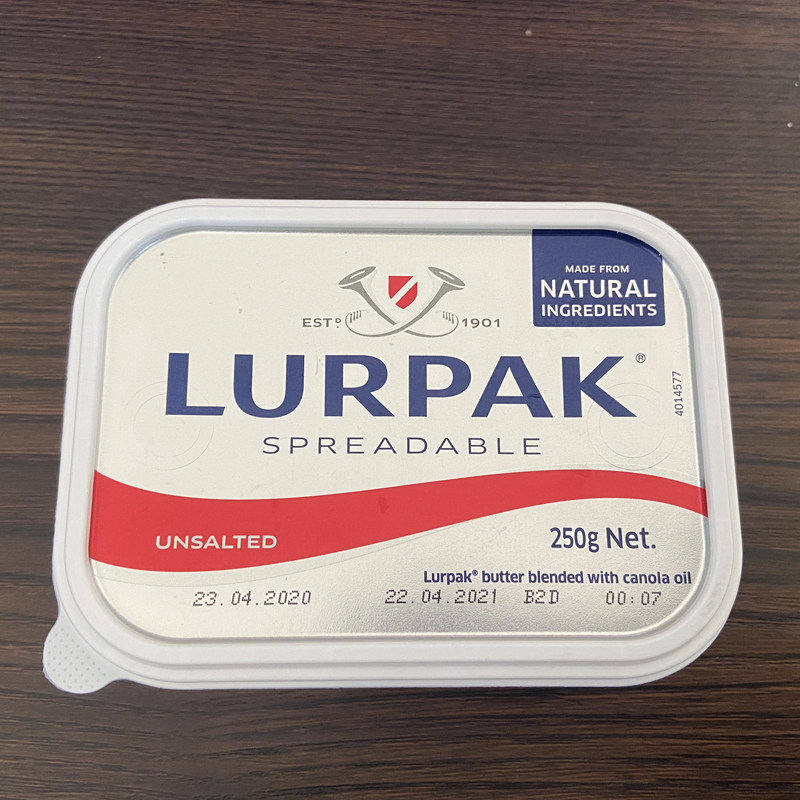 MADE FROM
NATURAL
INGREDIENTS
ESTD 1901
LURPAK®
4014577
SPREADABLE
UNSALTED
250g Net.
Lurpak® butter blended with canola oil
23.04.2020 22.04.2021 B2D 00:07